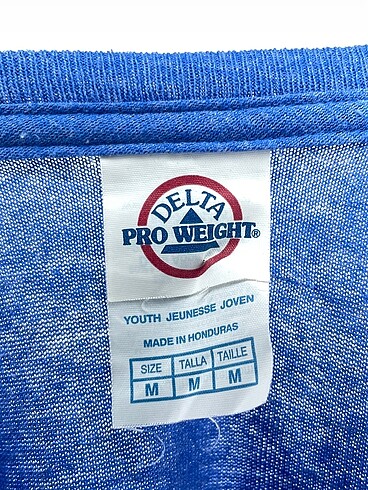 DELTA
PRO WEIGHT®
YOUTH JEUNESSE JOVEN
MADE IN HONDURAS
SIZE TALLA TAILLE
M M M